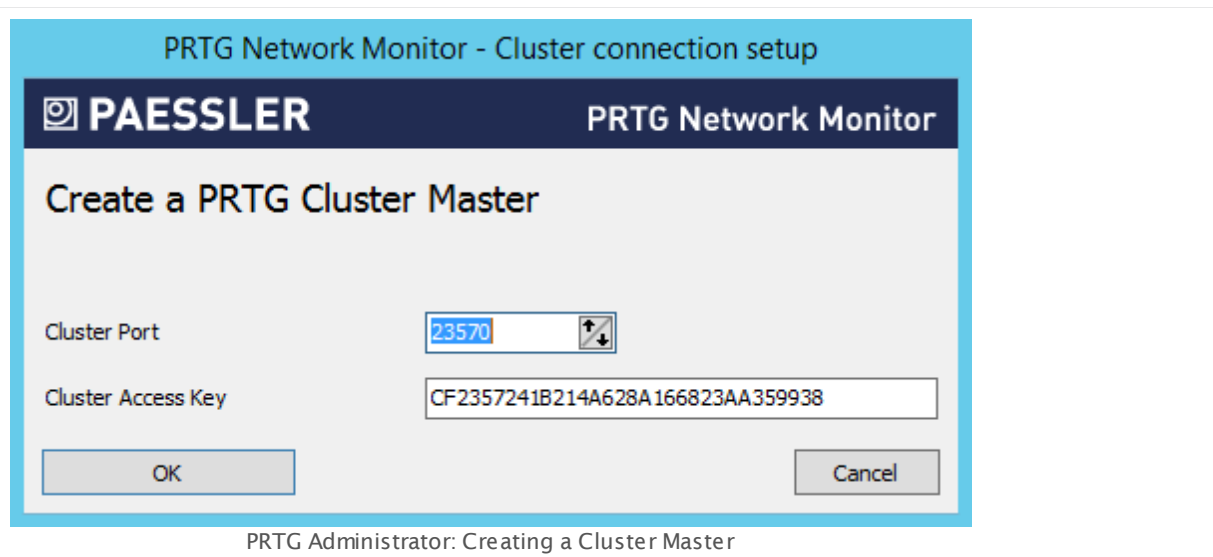 PRTG Network Monitor - Cluster connection setup
PAESSLER PRTG Network Monitor
Create a PRTG Cluster Master
Cluster Port 23570
Cluster Access Key CF2357241B214A628A166823AA359938
OK Cancel
PRTG Administrator: Creating a Cluster Master